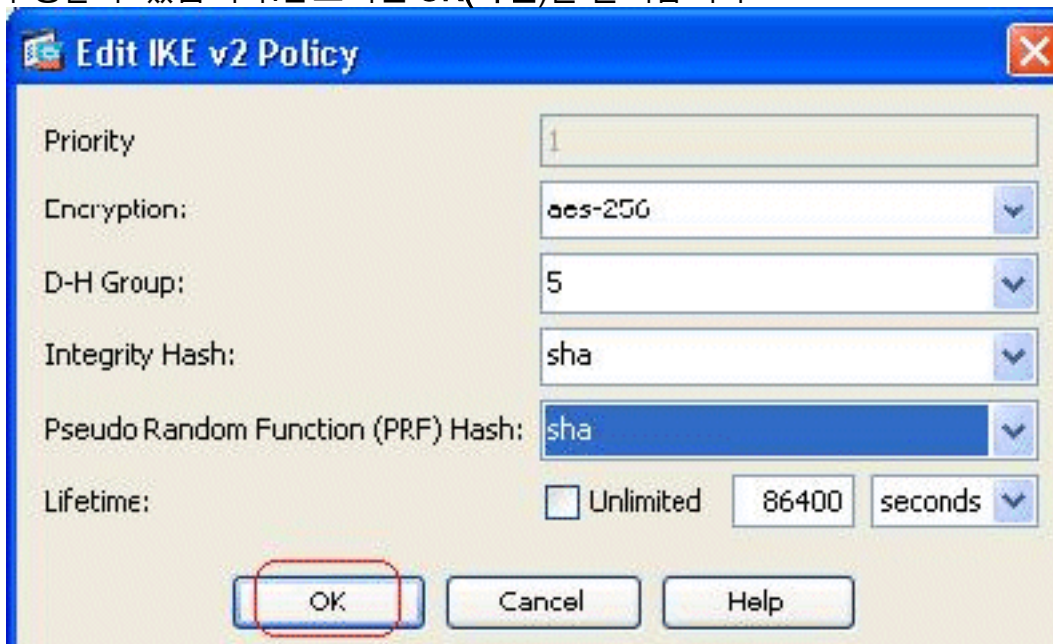 Edit IKE v2 Policy
Priority 1
Encryption: aes-256
D-H Group: 5
Integrity Hash: sha
Pseudo Random Function (PRF) Hash: sha
Lifetime: Unlimited 86400 seconds
OK Cancel Help